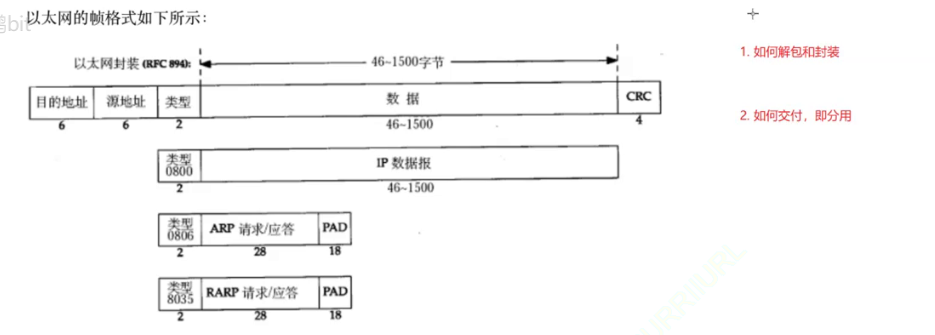 以太网的帧格式如下所示：
以太网封装 (RFC 894):
46~1500字节
目的地址 源地址 类型 数 据 CRC
6 6 2 46~1500 4
类型 0800 IP 数据报
2 46~1500
类型 0806 ARP 请求/应答 PAD
2 28 18
类型 8035 RARP 请求/应答 PAD
2 28 18
1. 如何解包和封装
2. 如何交付，即分用